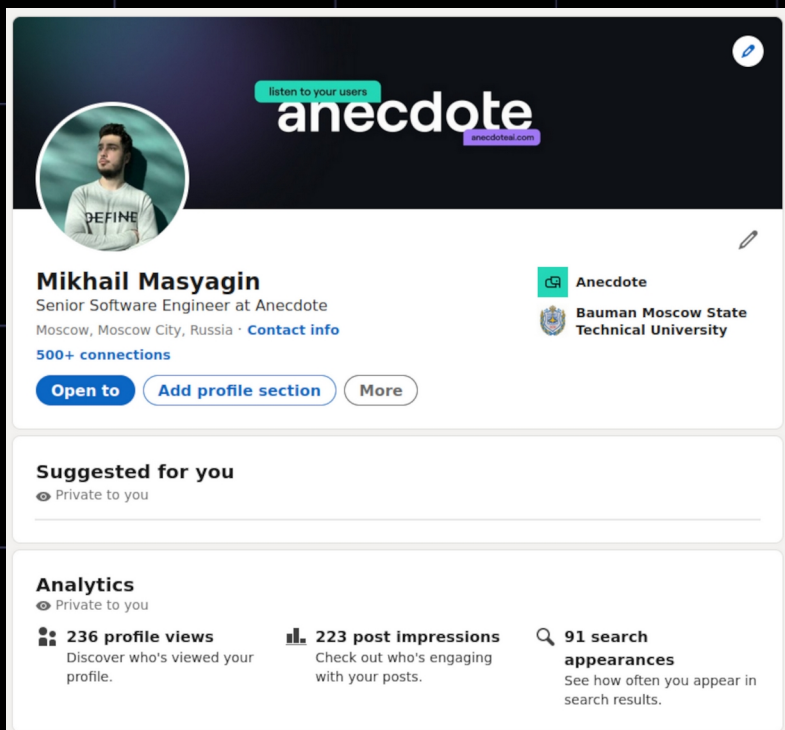 listen to your users
anecdote
anecdoteai.com
DEFINE
Mikhail Masyagin
Senior Software Engineer at Anecdote
Moscow, Moscow City, Russia · Contact info
500+ connections
Open to
Add profile section
More
Anecdote
Bauman Moscow State
Technical University
Suggested for you
Private to you
Analytics
Private to you
236 profile views
Discover who's viewed your
profile.
223 post impressions
Check out who's engaging
with your posts.
91 search
appearances
See how often you appear in
search results.